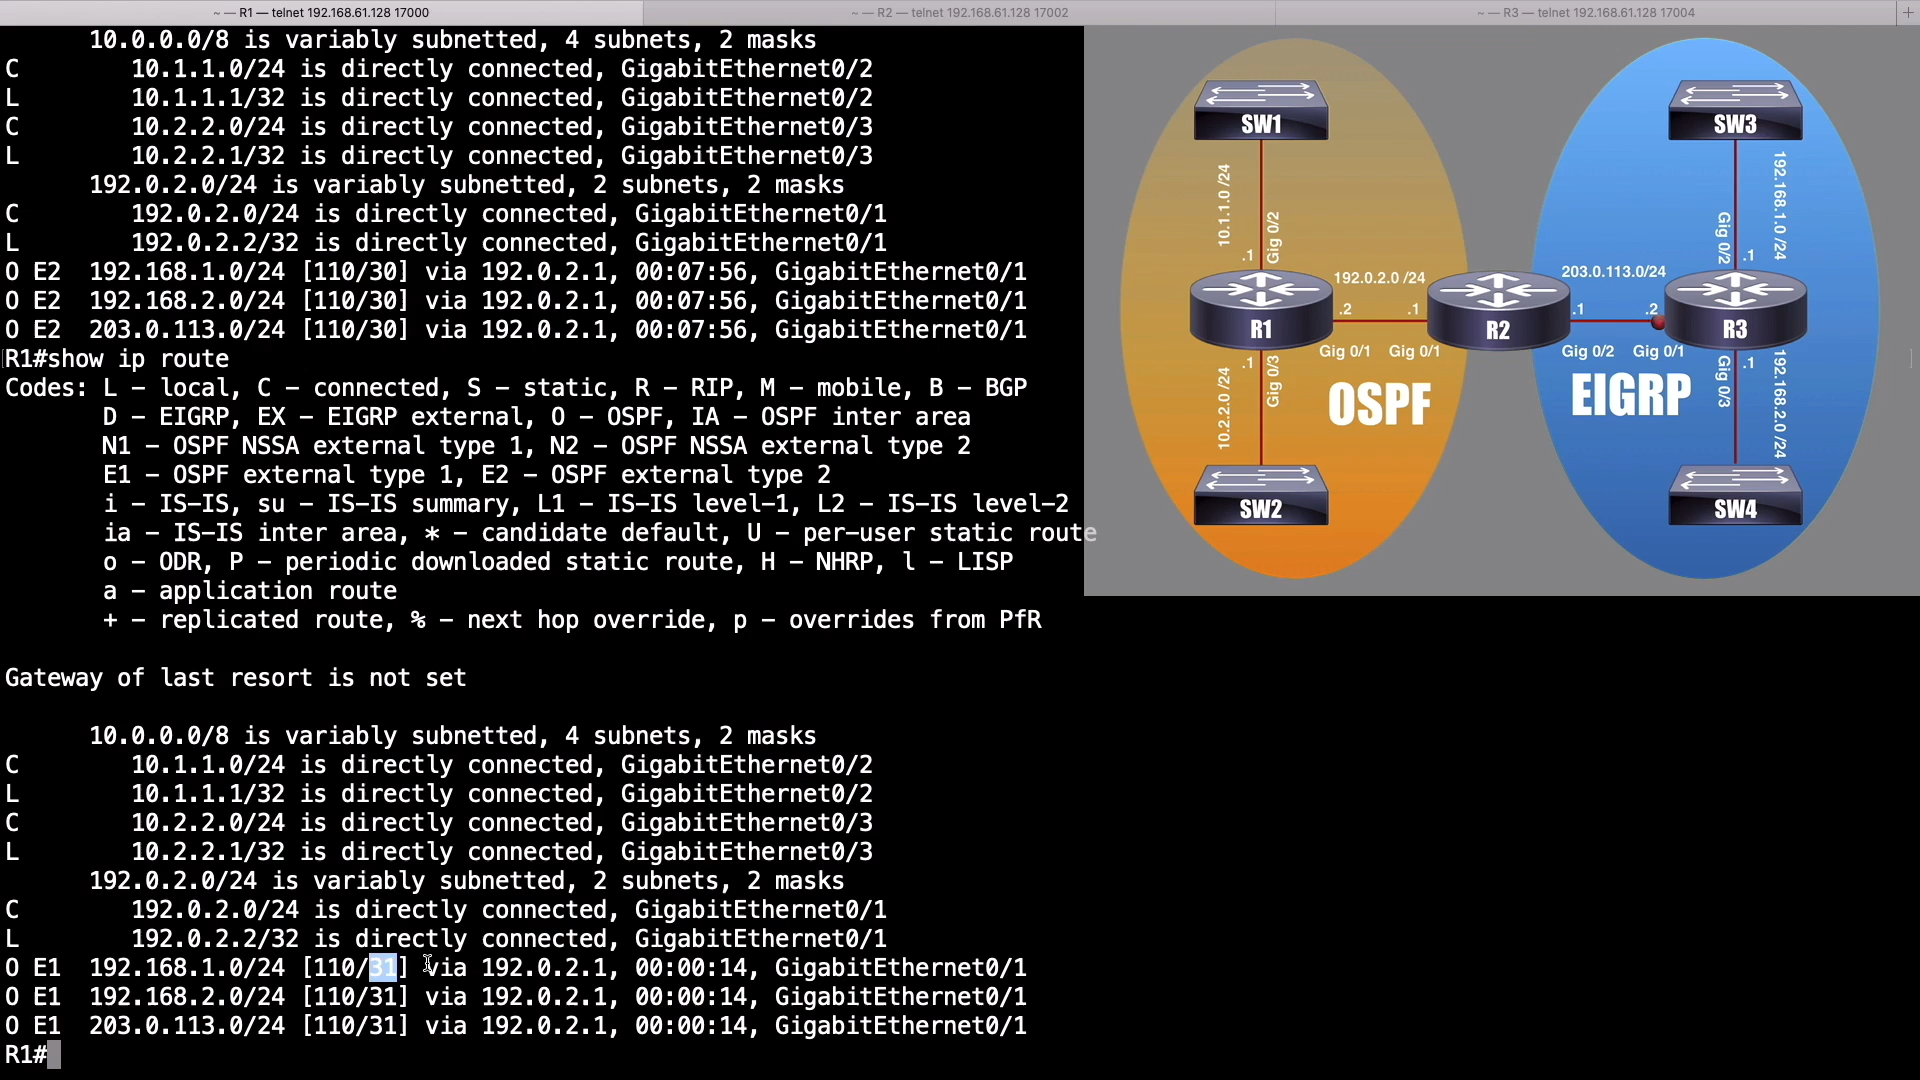 ~ — R1 — telnet 192.168.61.128 17000
~ — R2 — telnet 192.168.61.128 17002
~ — R3 — telnet 192.168.61.128 17004
+
10.0.0.0/8 is variably subnetted, 4 subnets, 2 masks
C 10.1.1.0/24 is directly connected, GigabitEthernet0/2
L 10.1.1.1/32 is directly connected, GigabitEthernet0/2
C 10.2.2.0/24 is directly connected, GigabitEthernet0/3
L 10.2.2.1/32 is directly connected, GigabitEthernet0/3
192.0.2.0/24 is variably subnetted, 2 subnets, 2 masks
C 192.0.2.0/24 is directly connected, GigabitEthernet0/1
L 192.0.2.2/32 is directly connected, GigabitEthernet0/1
O E2 192.168.1.0/24 [110/30] via 192.0.2.1, 00:07:56, GigabitEthernet0/1
O E2 192.168.2.0/24 [110/30] via 192.0.2.1, 00:07:56, GigabitEthernet0/1
O E2 203.0.113.0/24 [110/30] via 192.0.2.1, 00:07:56, GigabitEthernet0/1
R1#show ip route
Codes: L – local, C – connected, S – static, R – RIP, M – mobile, B – BGP
D – EIGRP, EX – EIGRP external, O – OSPF, IA – OSPF inter area
N1 – OSPF NSSA external type 1, N2 – OSPF NSSA external type 2
E1 – OSPF external type 1, E2 – OSPF external type 2
i – IS–IS, su – IS–IS summary, L1 – IS–IS level–1, L2 – IS–IS level–2
ia – IS–IS inter area, * – candidate default, U – per–user static route
o – ODR, P – periodic downloaded static route, H – NHRP, l – LISP
a – application route
+ – replicated route, % – next hop override, p – overrides from PfR
Gateway of last resort is not set
10.0.0.0/8 is variably subnetted, 4 subnets, 2 masks
C 10.1.1.0/24 is directly connected, GigabitEthernet0/2
L 10.1.1.1/32 is directly connected, GigabitEthernet0/2
C 10.2.2.0/24 is directly connected, GigabitEthernet0/3
L 10.2.2.1/32 is directly connected, GigabitEthernet0/3
192.0.2.0/24 is variably subnetted, 2 subnets, 2 masks
C 192.0.2.0/24 is directly connected, GigabitEthernet0/1
L 192.0.2.2/32 is directly connected, GigabitEthernet0/1
O E1 192.168.1.0/24 [110/31] via 192.0.2.1, 00:00:14, GigabitEthernet0/1
O E1 192.168.2.0/24 [110/31] via 192.0.2.1, 00:00:14, GigabitEthernet0/1
O E1 203.0.113.0/24 [110/31] via 192.0.2.1, 00:00:14, GigabitEthernet0/1
R1#
SW1
SW3
10.1.1.0 /24
Gig 0/2
.1
Gig 0/2
192.168.1.0 /24
.1
192.0.2.0 /24
203.0.113.0/24
.2
.1
.1
.2
R1
R2
R3
Gig 0/1
Gig 0/1
Gig 0/2
Gig 0/1
.1
Gig 0/3
10.2.2.0 /24
.1
Gig 0/3
192.168.2.0 /24
OSPF
EIGRP
SW2
SW4